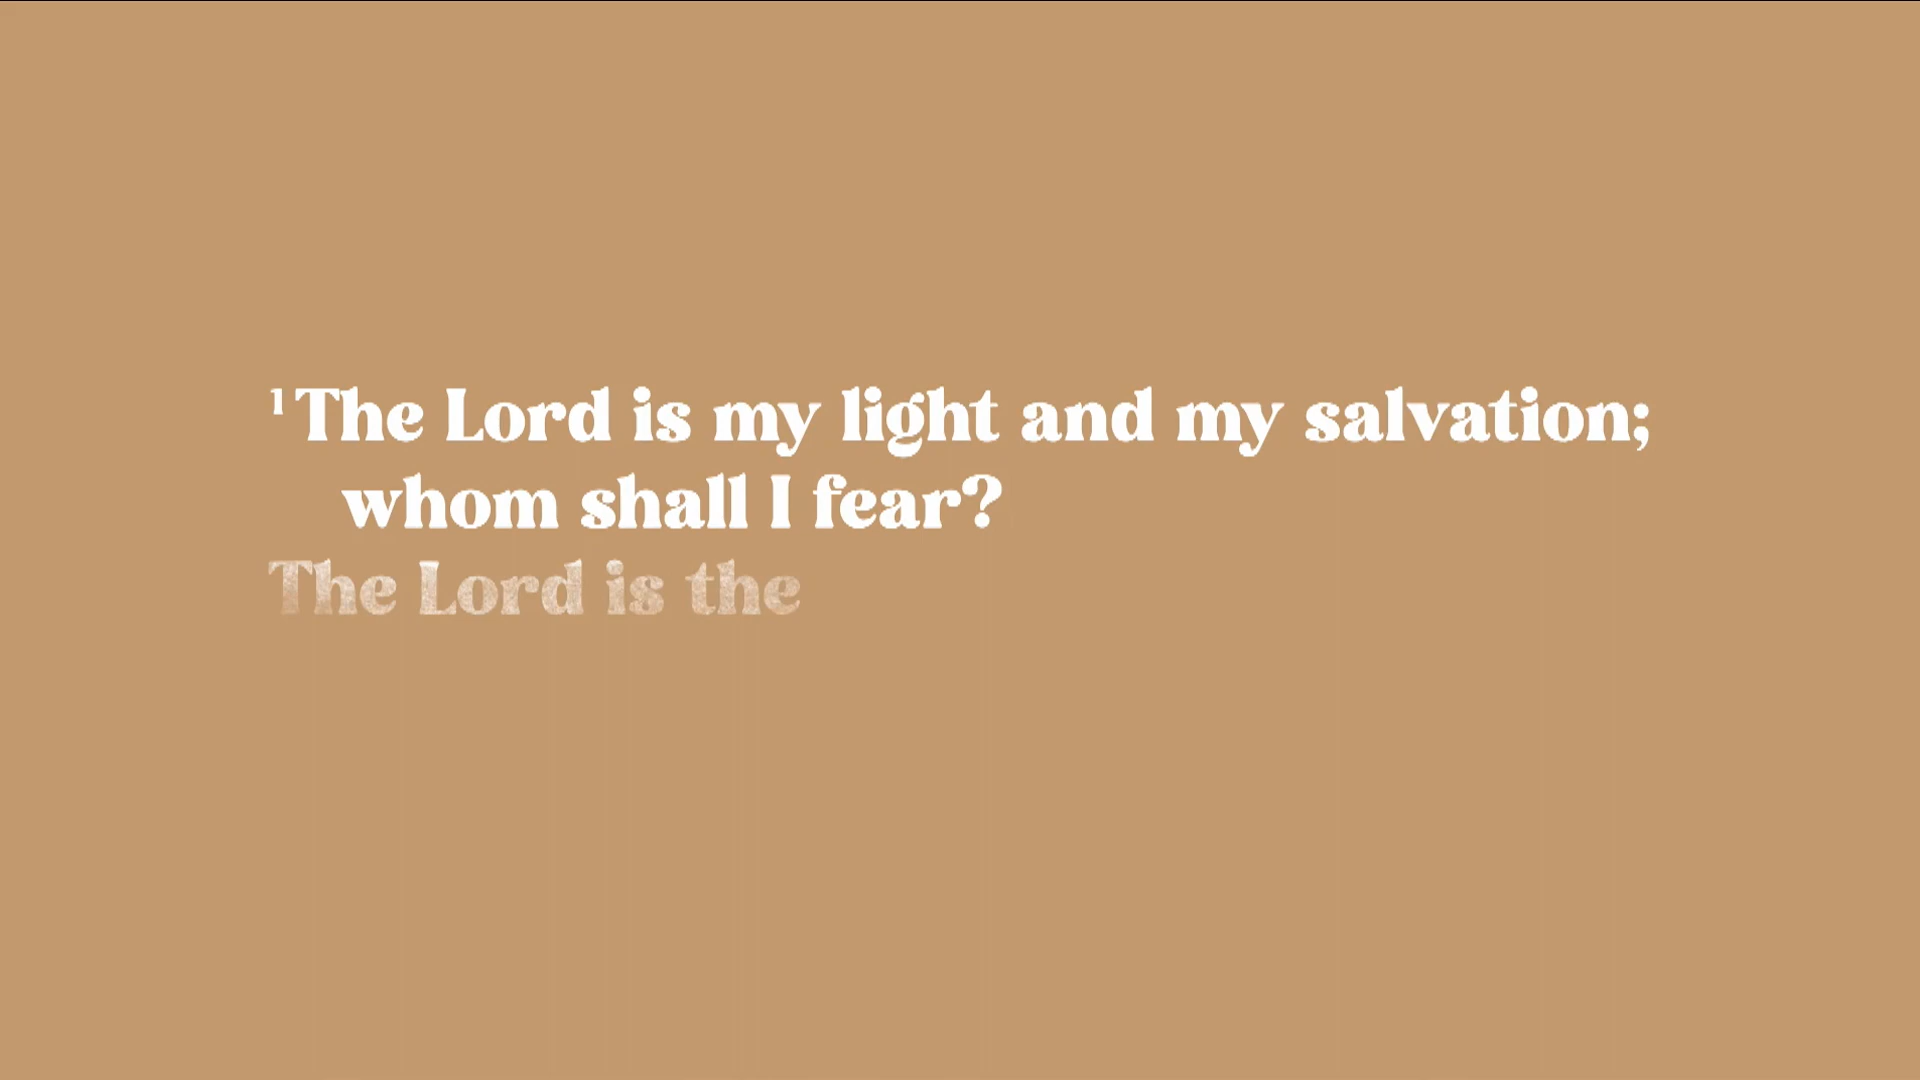 ¹The Lord is my light and my salvation;
whom shall I fear?
The Lord is the